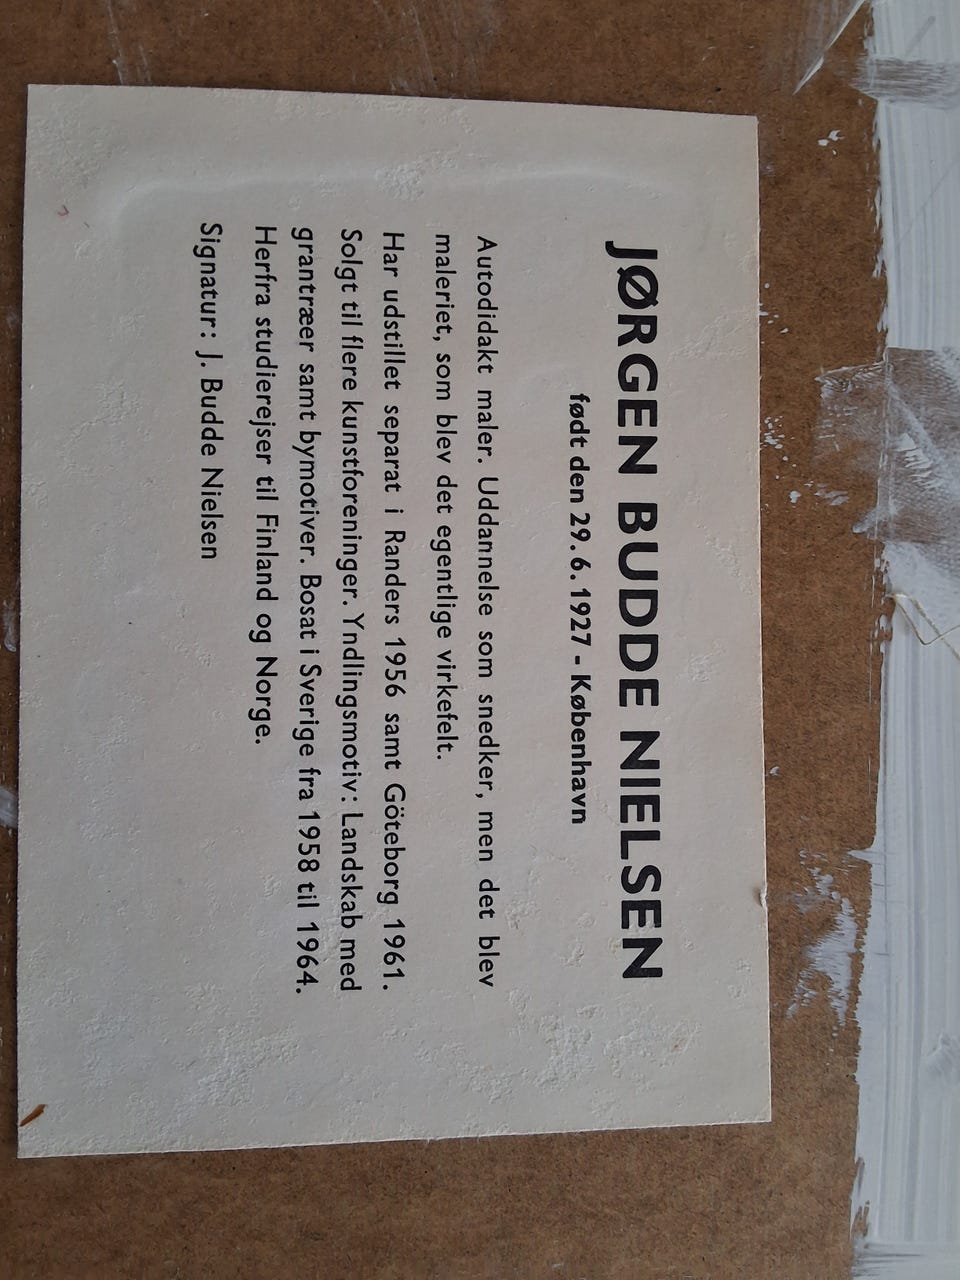 JØRGEN BUDDE NIELSEN
født den 29.6.1927 - København
Autodidakt maler. Uddannelse som snedker, men det blev
maleriet, som blev det egentlige virkefelt.
Har udstillet separat i Randers 1956 samt Göteborg 1961.
Solgt til flere kunstforeninger. Yndlingsmotiv: Landskab med
grantræer samt bymotiver. Bosat i Sverige fra 1958 til 1964.
Herfra studierejser til Finland og Norge.
Signatur: J. Budde Nielsen